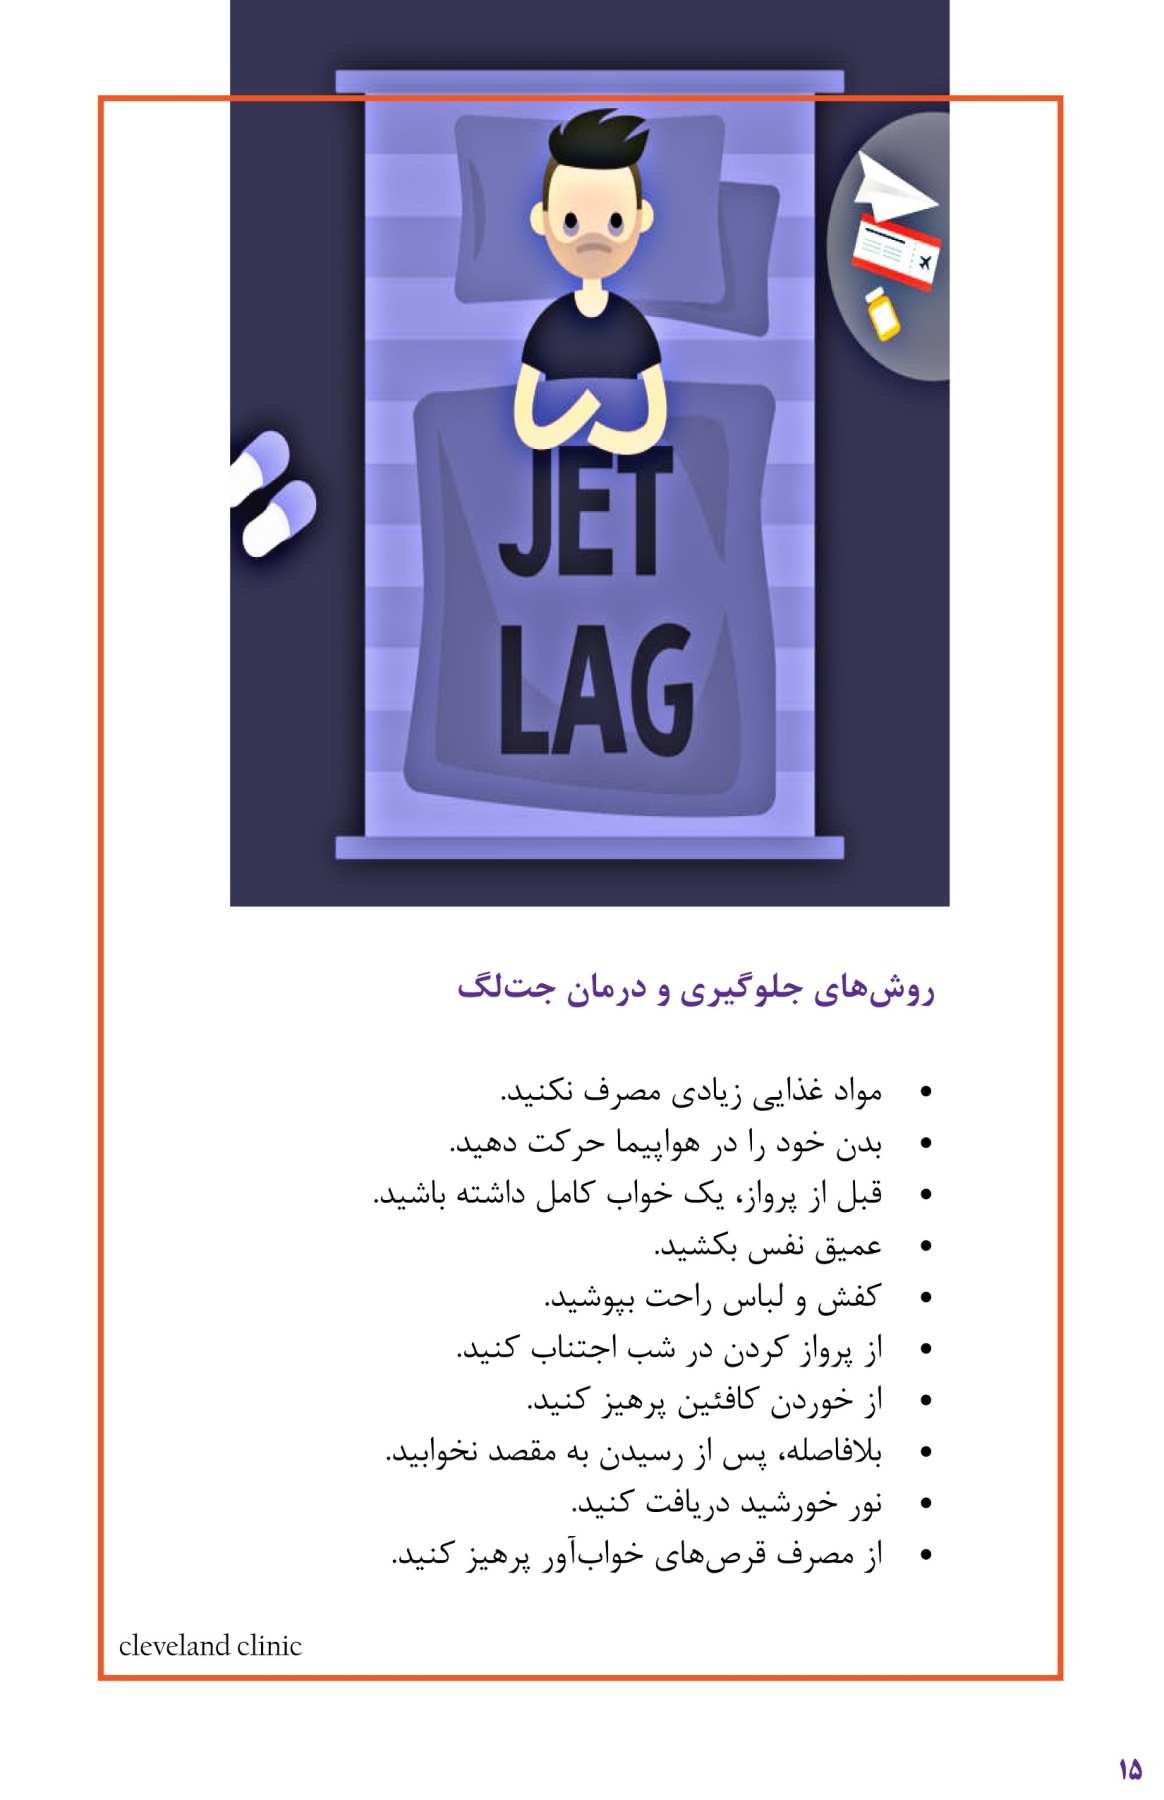 JET
LAG
روش‌های جلوگیری و درمان جت‌لگ
• مواد غذایی زیادی مصرف نکنید.
• بدن خود را در هواپیما حرکت دهید.
• قبل از پرواز، یک خواب کامل داشته باشید.
• عمیق نفس بکشید.
• کفش و لباس راحت بپوشید.
• از پرواز کردن در شب اجتناب کنید.
• از خوردن کافئین پرهیز کنید.
• بلافاصله، پس از رسیدن به مقصد نخوابید.
• نور خورشید دریافت کنید.
• از مصرف قرص‌های خواب‌آور پرهیز کنید.
cleveland clinic
۱۵